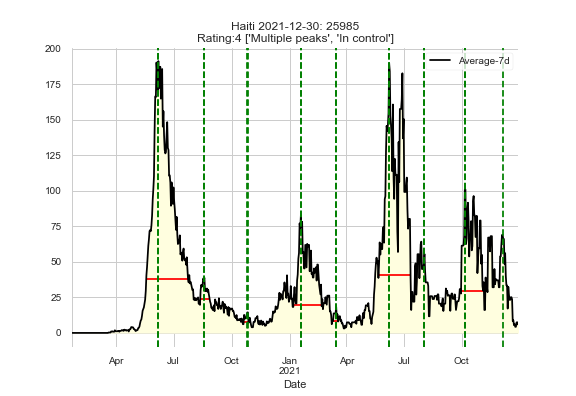 Haiti 2021-12-30: 25985
Rating:4 ['Multiple peaks', 'In control']
Average-7d
200
175
150
125
100
75
50
25
0
Apr Jul Oct Jan Apr Jul Oct
2021
Date